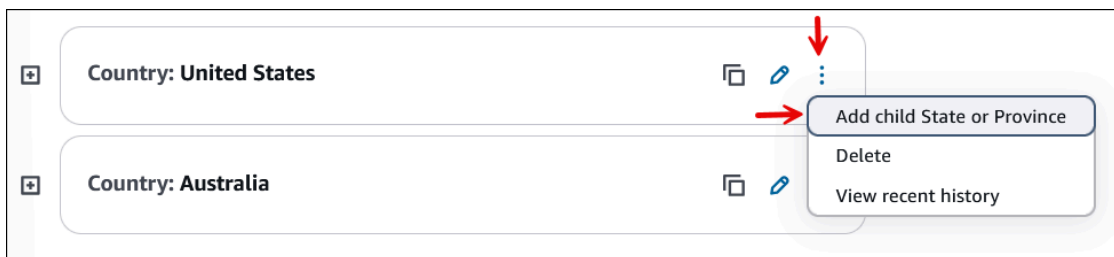 Country: United States
Add child State or Province
Delete
Country: Australia
View recent history